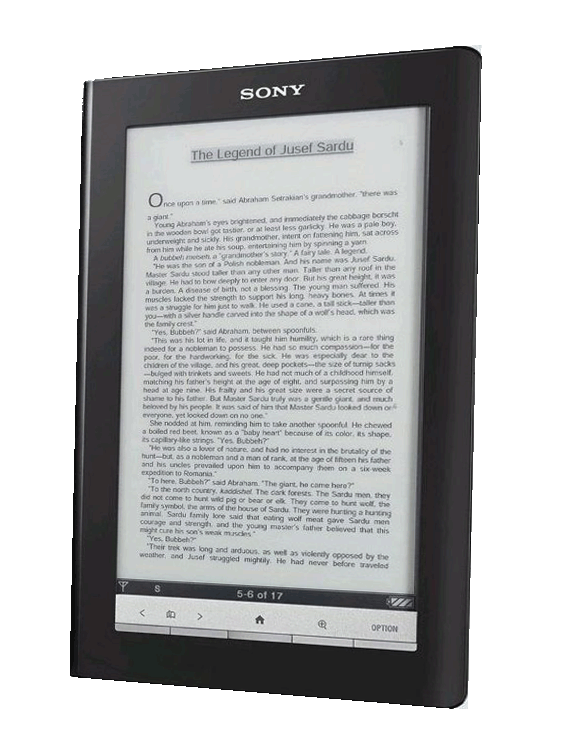 SONY
The Legend of Jusef Sardu
5
Once upon a time," said Abraham Setrakian's grandmother, "there was
a giant."
Young Abraham's eyes brightened, and immediately the cabbage borscht
in the wooden bowl got tastier, or at least less garlicky. He was a pale boy,
underweight and sickly. His grandmother, intent on fattening him, sat across
from him while he ate his soup, entertaining him by spinning a yarn.
A bubbeh meiseh, a "grandmother's story." A fairy tale. A legend.
"He was the son of a Polish nobleman. And his name was Jusef Sardu.
Master Sardu stood taller than any other man. Taller than any roof in the
village. He had to bow deeply to enter any door. But his great height, it was
a burden. A disease of birth, not a blessing. The young man suffered. His
muscles lacked the strength to support his long, heavy bones. At times it
was a struggle for him just to walk. He used a cane, a tall stick—taller than
you—with a silver handle carved into the shape of a wolf's head, which was
the family crest."
"Yes, Bubbeh?" said Abraham, between spoonfuls.
"This was his lot in life, and it taught him humility, which is a rare thing
indeed for a nobleman to possess. He had so much compassion—for the
poor, for the hardworking, for the sick. He was especially dear to the
children of the village, and his great, deep pockets—the size of turnip sacks
—bulged with trinkets and sweets. He had not much of a childhood himself,
matching his father's height at the age of eight, and surpassing him by a
head at age nine. His frailty and his great size were a secret source of
shame to his father. But Master Sardu truly was a gentle giant, and much
beloved by his people. It was said of him that Master Sardu looked down on
everyone, yet looked down on no one."
She nodded at him, reminding him to take another spoonful. He chewed
a boiled red beet, known as a "baby heart" because of its color, its shape,
its capillary-like strings. "Yes, Bubbeh?"
"He was also a lover of nature, and had no interest in the brutality of the
hunt—but, as a nobleman and a man of rank, at the age of fifteen his father
and his uncles prevailed upon him to accompany them on a six-week
expedition to Romania."
"To here, Bubbeh?" said Abraham. "The giant, he came here?"
"To the north country, kaddishel. The dark forests. The Sardu men, they
did not come to hunt wild pig or bear or elk. They came to hunt wolf, the
family symbol, the arms of the house of Sardu. They were hunting a hunting
animal. Sardu family lore said that eating wolf meat gave Sardu men
courage and strength, and the young master's father believed that this
might cure his son's weak muscles."
"Yes, Bubbeh?"
"Their trek was long and arduous, as well as violently opposed by the
weather, and Jusef struggled mightily. He had never before traveled
S 5-6 of 17
OPTION